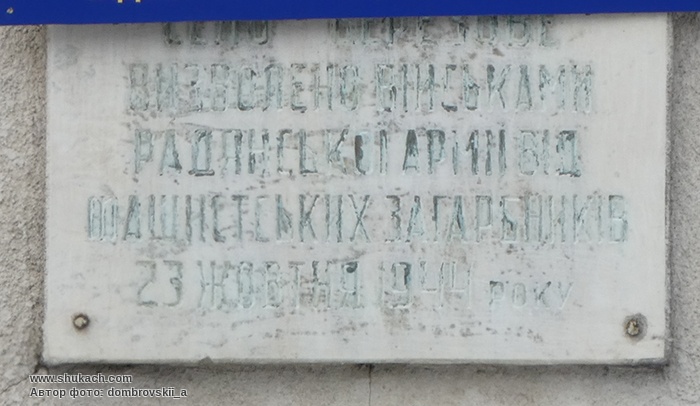 СЕЛО
ВИЗВОЛЕНО ВІЙСЬКАМИ
РАДЯНСЬКОЇ АРМІЇ ВІД
ФАШИСТСЬКИХ ЗАГАРБНИКІВ
23 ЖОВТНЯ 1944 РОКУ
www.shukach.com
Автор фото: dombrovskii_a